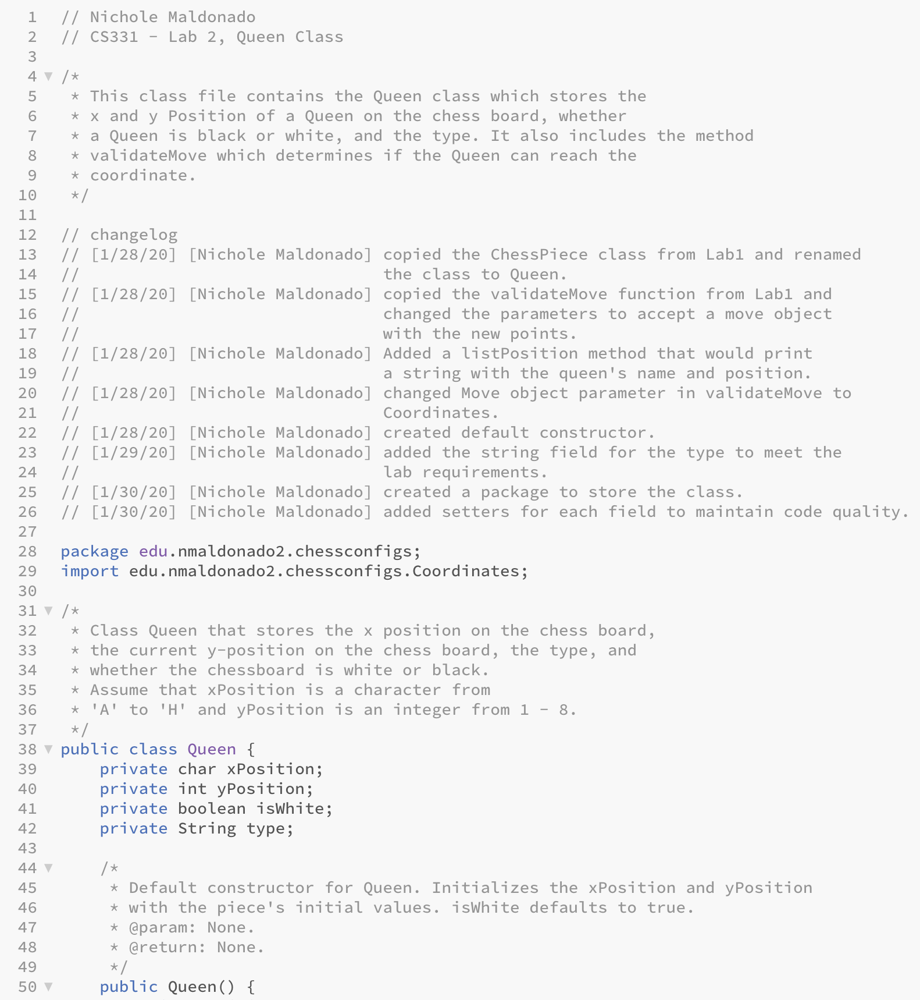 1 // Nichole Maldonado
2 // CS331 - Lab 2, Queen Class
3
4 ▼ /*
5  * This class file contains the Queen class which stores the
6  * x and y Position of a Queen on the chess board, whether
7  * a Queen is black or white, and the type. It also includes the method
8  * validateMove which determines if the Queen can reach the
9  * coordinate.
10  */
11
12 // changelog
13 // [1/28/20] [Nichole Maldonado] copied the ChessPiece class from Lab1 and renamed
14 //                               the class to Queen.
15 // [1/28/20] [Nichole Maldonado] copied the validateMove function from Lab1 and
16 //                               changed the parameters to accept a move object
17 //                               with the new points.
18 // [1/28/20] [Nichole Maldonado] Added a listPosition method that would print
19 //                               a string with the queen's name and position.
20 // [1/28/20] [Nichole Maldonado] changed Move object parameter in validateMove to
21 //                               Coordinates.
22 // [1/28/20] [Nichole Maldonado] created default constructor.
23 // [1/29/20] [Nichole Maldonado] added the string field for the type to meet the
24 //                               lab requirements.
25 // [1/30/20] [Nichole Maldonado] created a package to store the class.
26 // [1/30/20] [Nichole Maldonado] added setters for each field to maintain code quality.
27
28 package edu.nmaldonado2.chessconfigs;
29 import edu.nmaldonado2.chessconfigs.Coordinates;
30
31 ▼ /*
32  * Class Queen that stores the x position on the chess board,
33  * the current y-position on the chess board, the type, and
34  * whether the chessboard is white or black.
35  * Assume that xPosition is a character from
36  * 'A' to 'H' and yPosition is an integer from 1 - 8.
37  */
38 ▼ public class Queen {
39     private char xPosition;
40     private int yPosition;
41     private boolean isWhite;
42     private String type;
43
44 ▼     /*
45      * Default constructor for Queen. Initializes the xPosition and yPosition
46      * with the piece's initial values. isWhite defaults to true.
47      * @param: None.
48      * @return: None.
49      */
50 ▼     public Queen() {